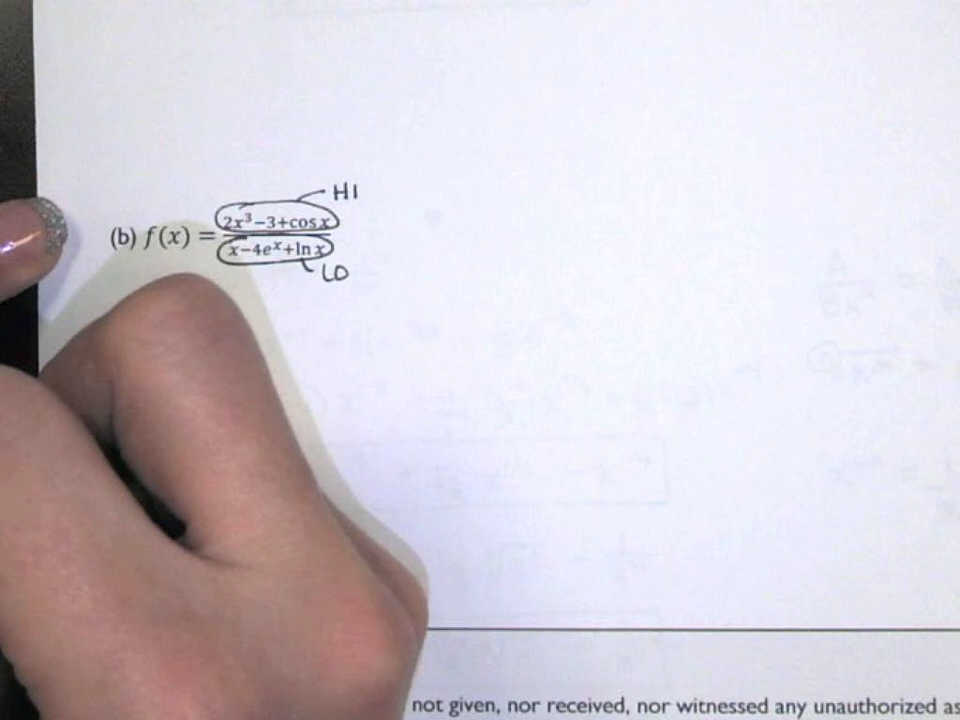 HI
(b) f(x) = 2x³−3+cos x / x−4eˣ+ln x
LO
not given, nor received, nor witnessed any unauthorized as